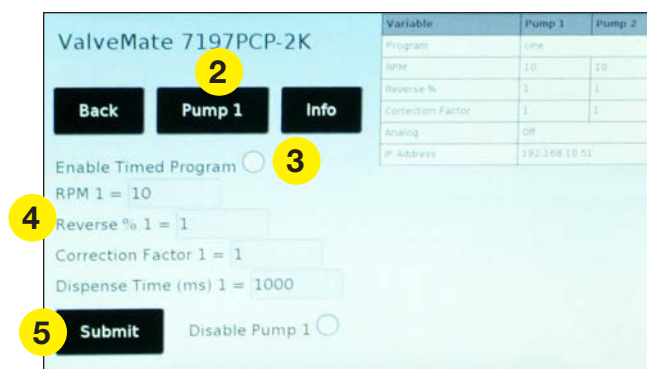 ValveMate 7197PCP-2K
2
Back Pump 1 Info
Enable Timed Program 3
RPM 1 = 10
4 Reverse % 1 = 1
Correction Factor 1 = 1
Dispense Time (ms) 1 = 1000
5 Submit Disable Pump 1
Variable Pump 1 Pump 2
Program Line
RPM 10 10
Reverse % 1 1
Correction Factor 1 1
Analog Off
IP Address 192.168.10.51